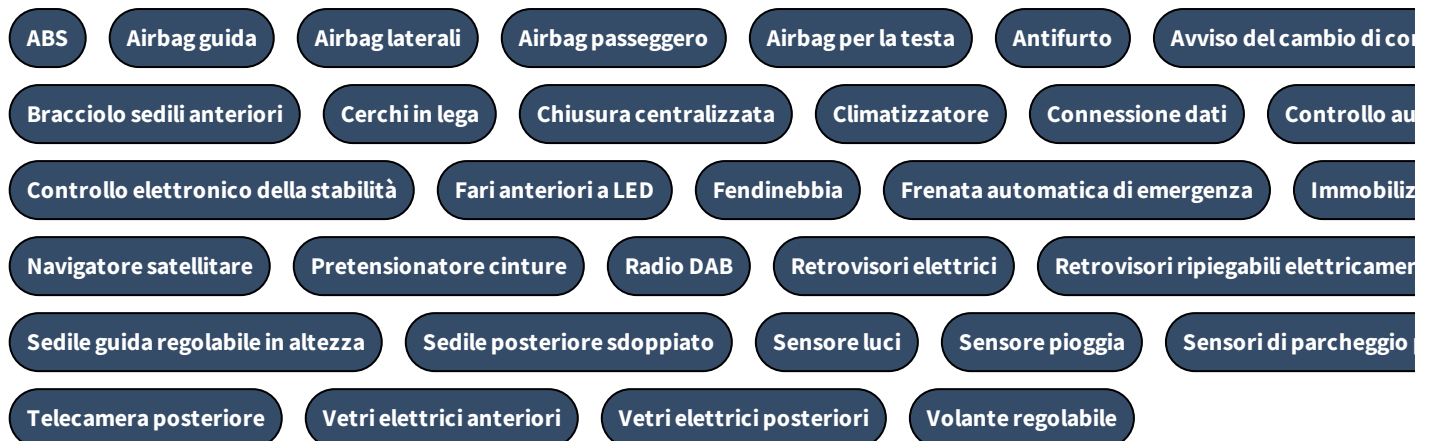 ABS Airbag guida Airbag laterali Airbag passeggero Airbag per la testa Antifurto Avviso del cambio di
Bracciolo sedili anteriori Cerchi in lega Chiusura centralizzata Climatizzatore Connessione dati Controllo
Controllo elettronico della stabilità Fari anteriori a LED Fendinebbia Frenata automatica di emergenza
Navigatore satellitare Pretensionatore cinture Radio DAB Retrovisori elettrici Retrovisori ripiegabili
Sedile guida regolabile in altezza Sedile posteriore sdoppiato Sensore luci Sensore pioggia Sensori di parcheggio
Telecamera posteriore Vetri elettrici anteriori Vetri elettrici posteriori Volante regolabile